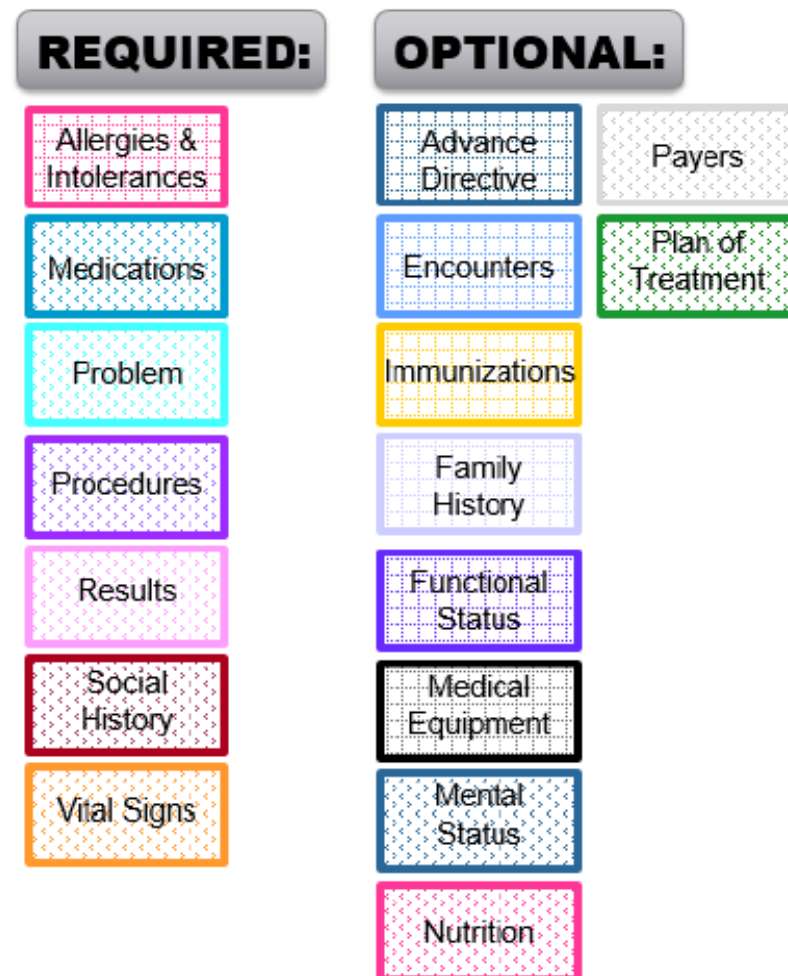 REQUIRED:
Allergies &
Intolerances
Medications
Problem
Procedures
Results
Social
History
Vital Signs
OPTIONAL:
Advance
Directive
Encounters
Immunizations
Family
History
Functional
Status
Medical
Equipment
Mental
Status
Nutrition
Payers
Plan of
Treatment